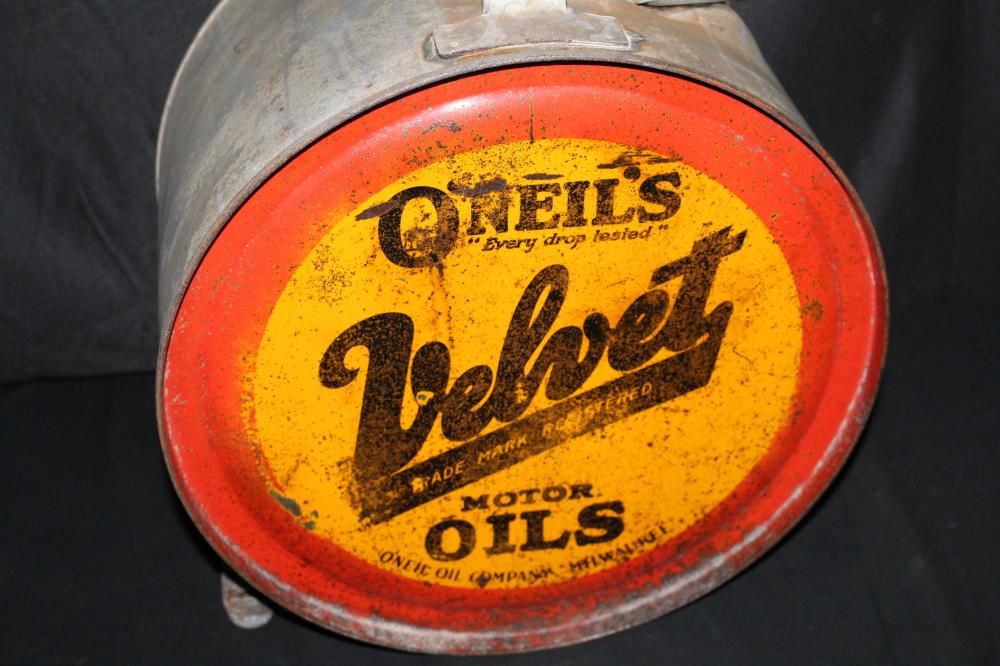 O'NEIL'S
"Every drop tested"
Velvet
TRADE MARK REGISTERED
MOTOR
OILS
O'NEIL OIL COMPANY - MILWAUKEE